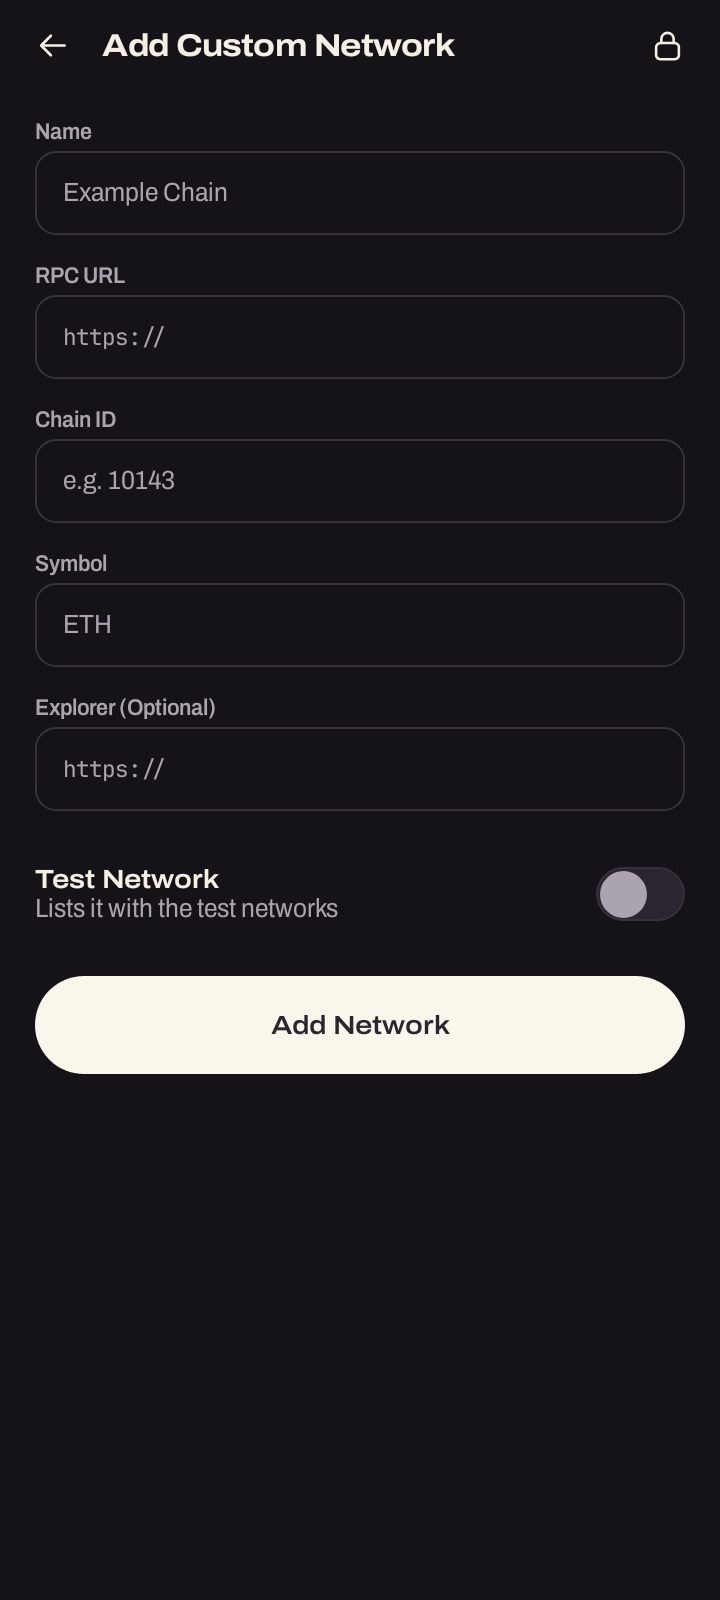 Add Custom Network
Name
Example Chain
RPC URL
https://
Chain ID
e.g. 10143
Symbol
ETH
Explorer (Optional)
https://
Test Network
Lists it with the test networks
Add Network